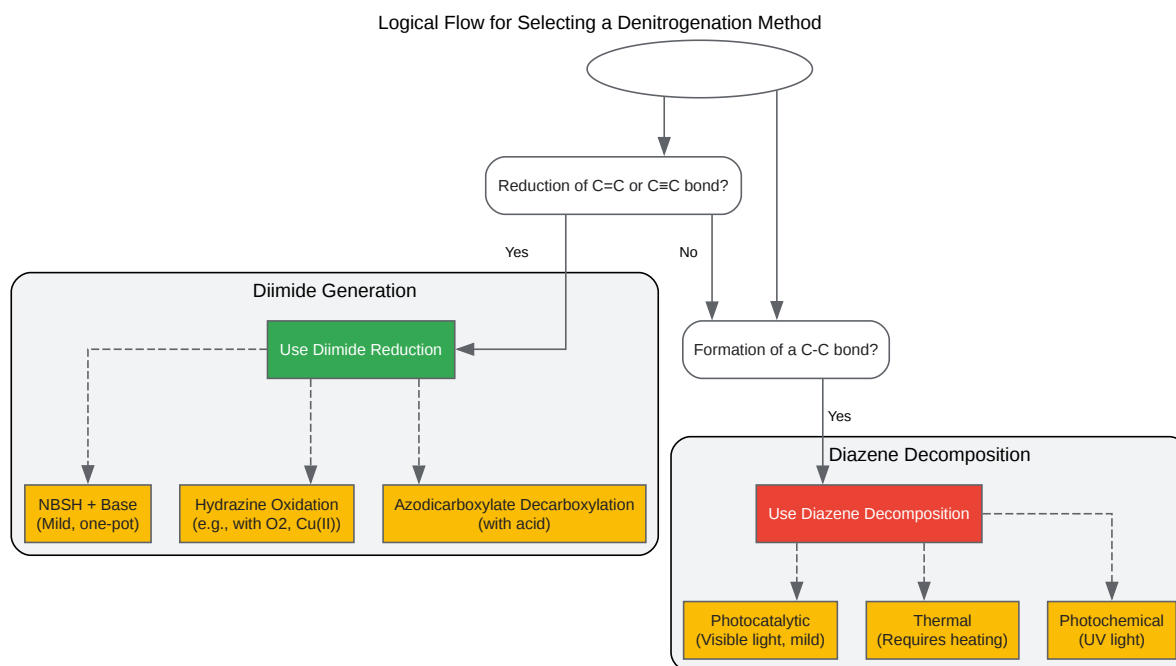 Logical Flow for Selecting a Denitrogenation Method
Reduction of C=C or C≡C bond?
Yes
No
Diimide Generation
Use Diimide Reduction
Formation of a C-C bond?
Yes
NBSH + Base
(Mild, one-pot)
Hydrazine Oxidation
(e.g., with O2, Cu(II))
Azodicarboxylate Decarboxylation
(with acid)
Diazene Decomposition
Use Diazene Decomposition
Photocatalytic
(Visible light, mild)
Thermal
(Requires heating)
Photochemical
(UV light)